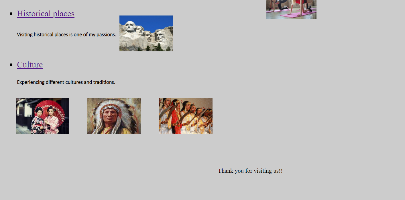 Historical places
Visiting historical places is one of my passions.
Culture
Experiencing different cultures and traditions.
Thank you for visiting us!!